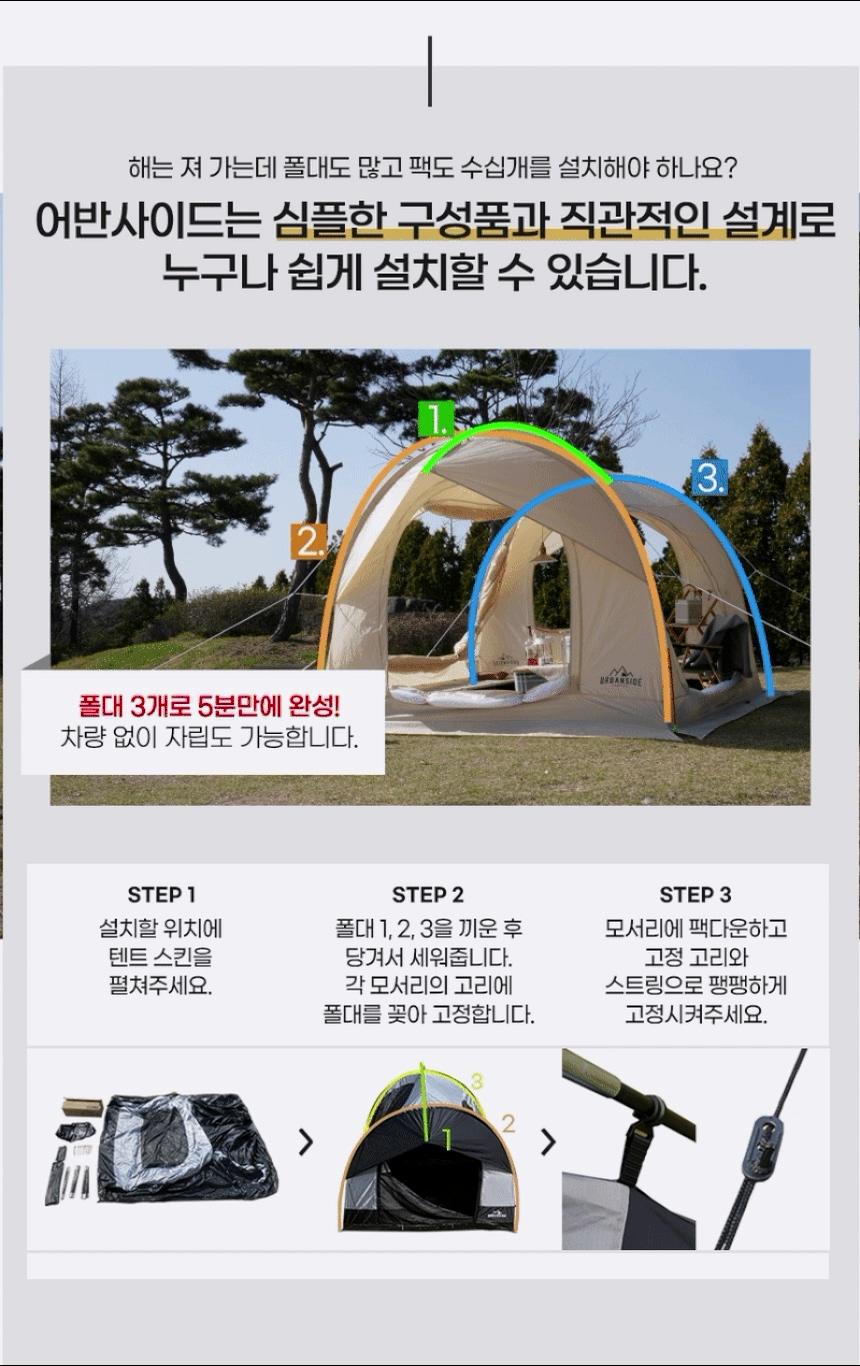 해는 져 가는데 폴대도 많고 팩도 수십개를 설치해야 하나요?
어반사이드는 심플한 구성품과 직관적인 설계로
누구나 쉽게 설치할 수 있습니다.
1.
2.
3.
URBANSIDE
폴대 3개로 5분만에 완성!
차량 없이 자립도 가능합니다.
STEP 1
설치할 위치에
텐트 스킨을
펼쳐주세요.
STEP 2
폴대 1, 2, 3을 끼운 후
당겨서 세워줍니다.
각 모서리의 고리에
폴대를 꽂아 고정합니다.
STEP 3
모서리에 팩다운하고
고정 고리와
스트링으로 팽팽하게
고정시켜주세요.
3
2
1